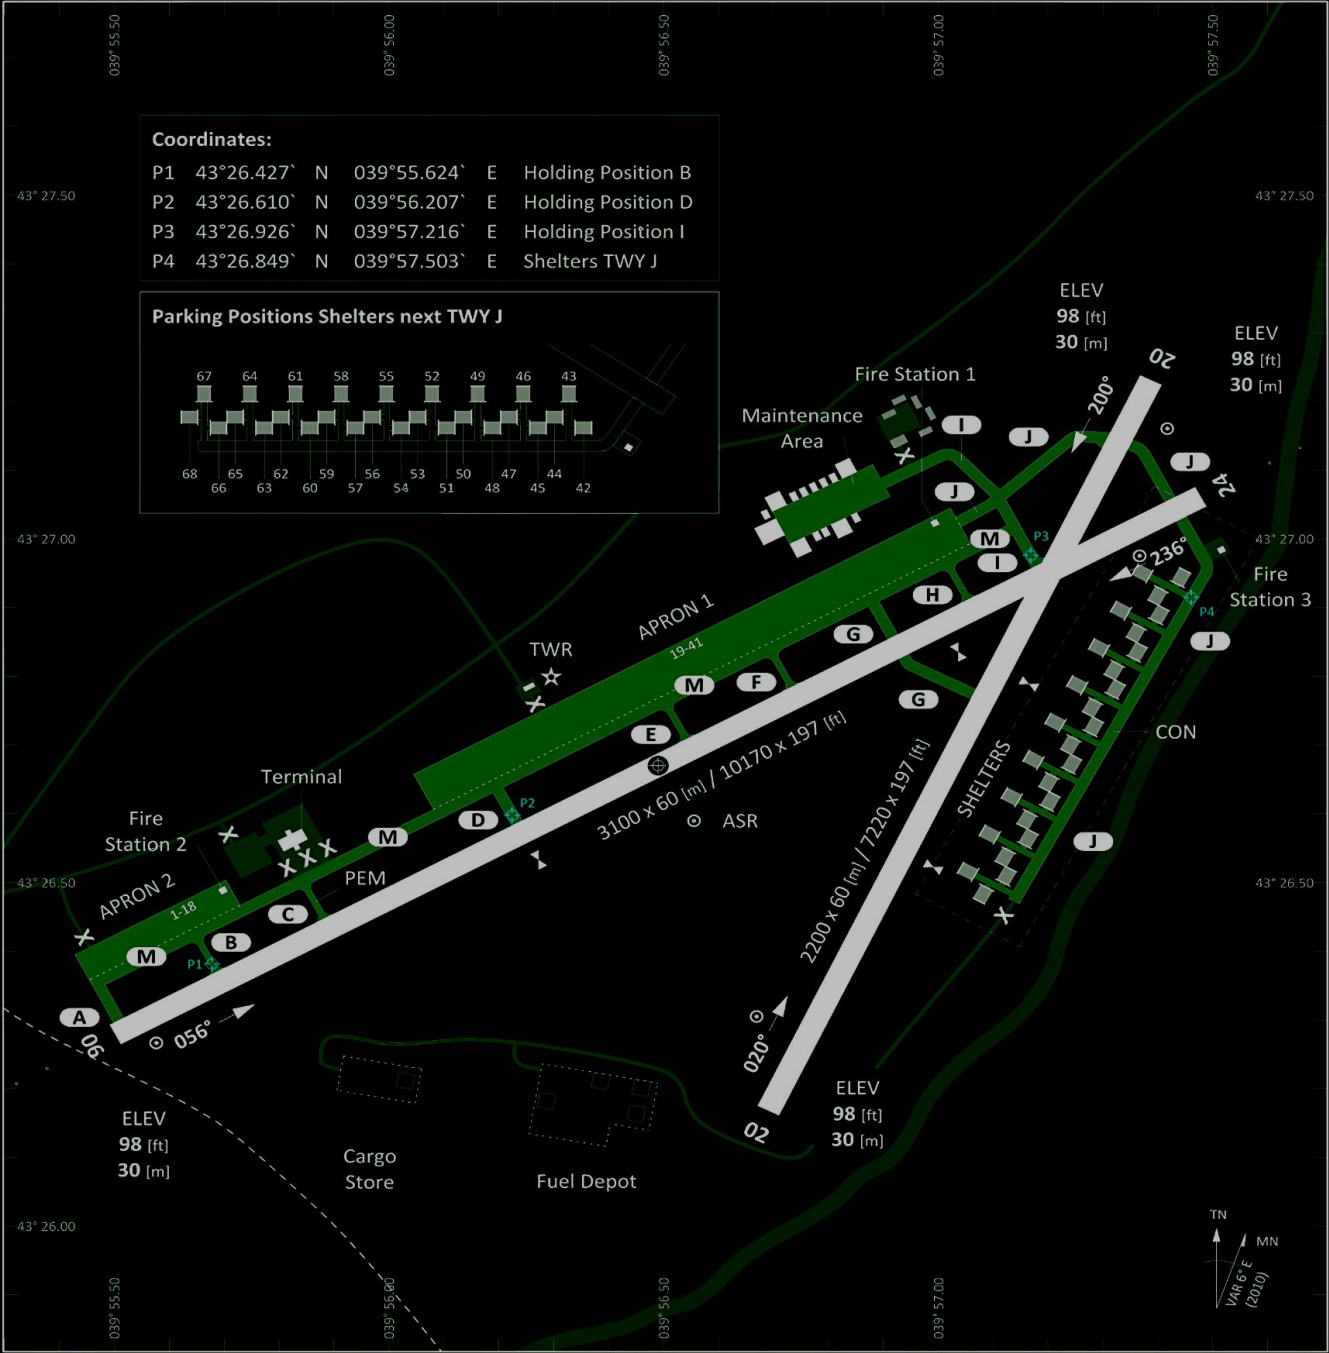 039° 55.50
039° 56.00
039° 56.50
039° 57.00
039° 57.50
Coordinates:
P1 43°26.427` N 039°55.624` E Holding Position B
P2 43°26.610` N 039°56.207` E Holding Position D
P3 43°26.926` N 039°57.216` E Holding Position I
P4 43°26.849` N 039°57.503` E Shelters TWY J
43° 27.50
43° 27.50
Parking Positions Shelters next TWY J
67 64 61 58 55 52 49 46 43
68 65 62 59 56 53 50 47 44
66 63 60 57 54 51 48 45 42
ELEV
98 [ft]
30 [m]
20
ELEV
98 [ft]
30 [m]
200°
Fire Station 1
Maintenance
Area
I
J
J
24
J
43° 27.00
43° 27.00
M
P3
I
236°
Fire
Station 3
H
P4
APRON 1
19-41
G
J
TWR
M
F
G
E
CON
SHELTERS
3100 x 60 [m] / 10170 x 197 [ft]
2200 x 60 [m] / 7220 x 197 [ft]
Terminal
P2
D
ASR
Fire
Station 2
M
J
PEM
43° 26.50
43° 26.50
APRON 2
1-18
C
B
M
P1
A
06
056°
020°
02
ELEV
98 [ft]
30 [m]
ELEV
98 [ft]
30 [m]
Cargo
Store
Fuel Depot
43° 26.00
43° 26.00
TN
MN
VAR 6° E
(2010)
039° 55.50
039° 56.00
039° 56.50
039° 57.00
039° 57.50